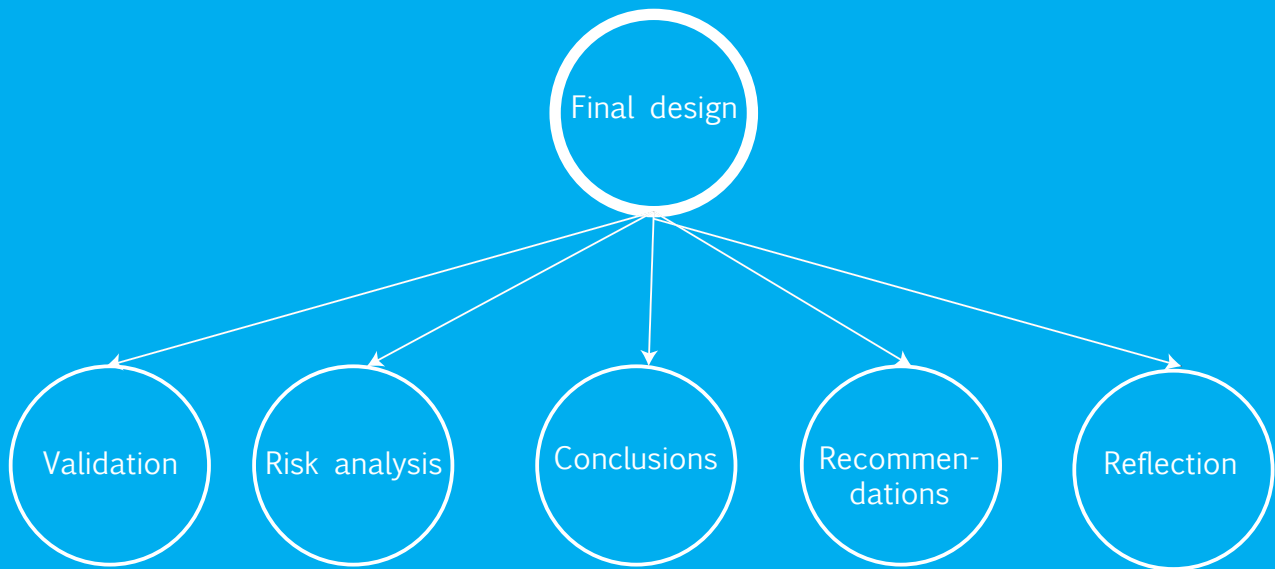 Final design
Validation
Risk analysis
Conclusions
Recommen-
dations
Reflection